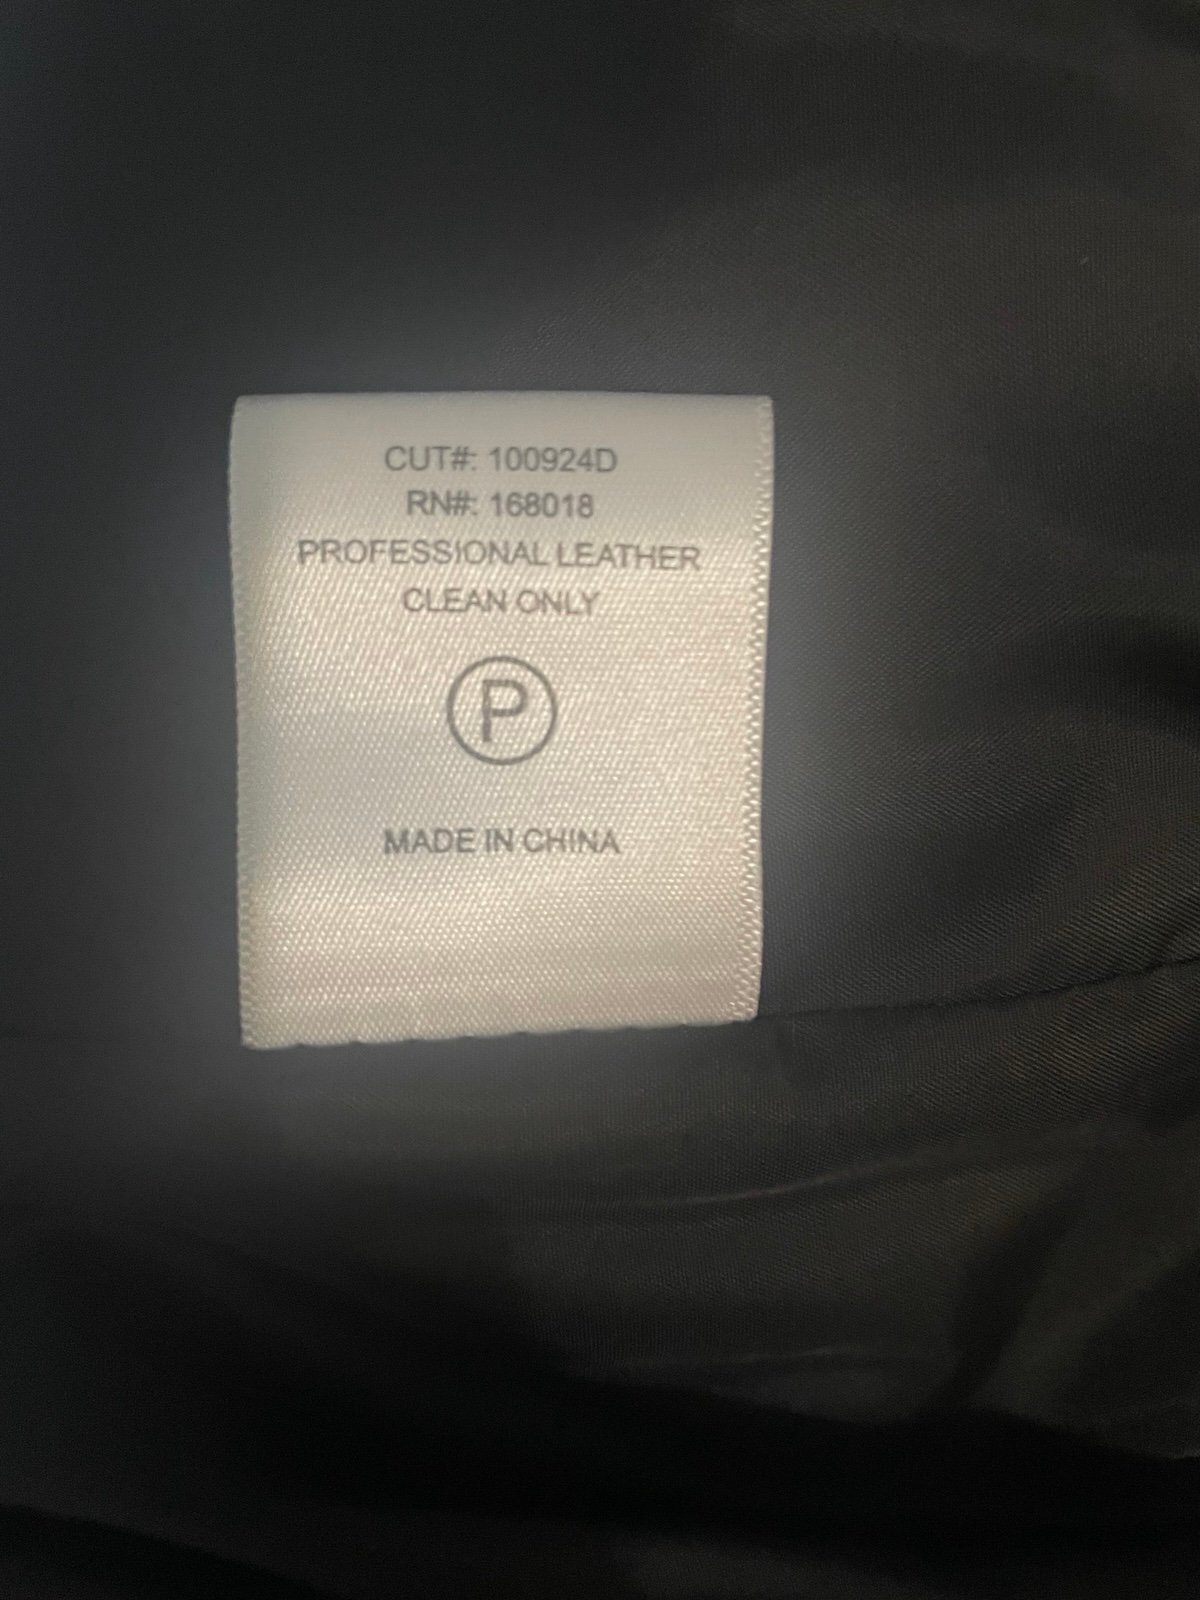 CUT#: 100924D
RN#: 168018
PROFESSIONAL LEATHER
CLEAN ONLY
P
MADE IN CHINA